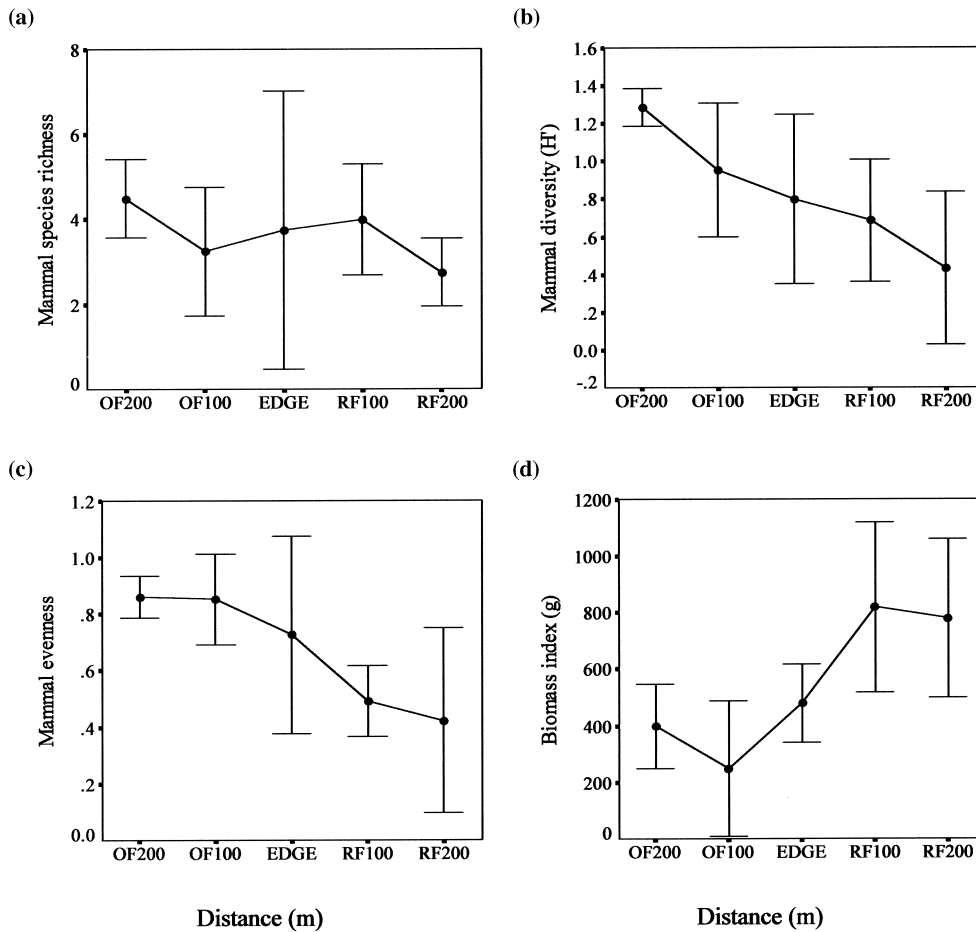 (a)
Mammal species richness
8
6
4
2
0
OF200 OF100 EDGE RF100 RF200
(b)
Mammal diversity (H')
1.6
1.4
1.2
1.0
.8
.6
.4
.2
0.0
-.2
OF200 OF100 EDGE RF100 RF200
(c)
Mammal evenness
1.2
1.0
.8
.6
.4
.2
0.0
OF200 OF100 EDGE RF100 RF200
Distance (m)
(d)
Biomass index (g)
1200
1000
800
600
400
200
0
OF200 OF100 EDGE RF100 RF200
Distance (m)